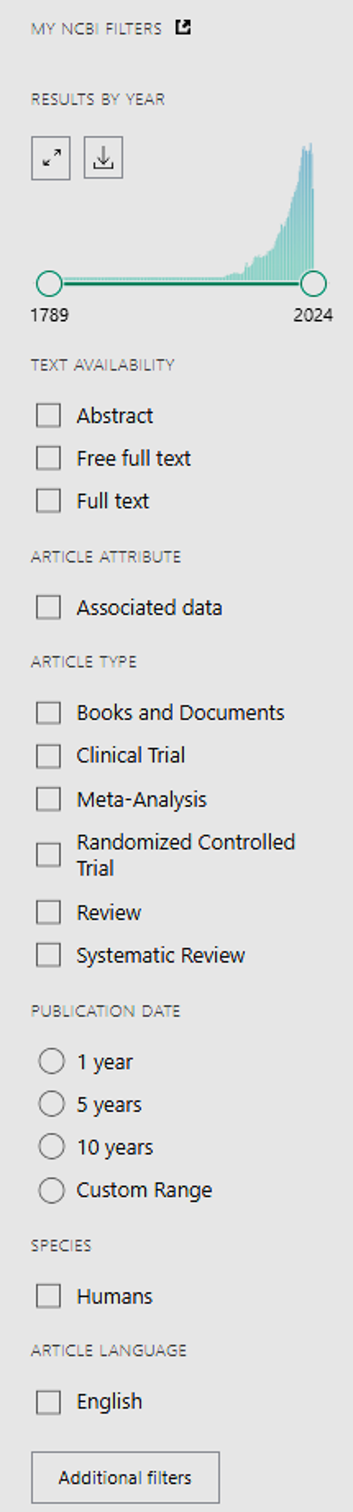 MY NCBI FILTERS
RESULTS BY YEAR
1789 2024
TEXT AVAILABILITY
Abstract
Free full text
Full text
ARTICLE ATTRIBUTE
Associated data
ARTICLE TYPE
Books and Documents
Clinical Trial
Meta-Analysis
Randomized Controlled
Trial
Review
Systematic Review
PUBLICATION DATE
1 year
5 years
10 years
Custom Range
SPECIES
Humans
ARTICLE LANGUAGE
English
Additional filters